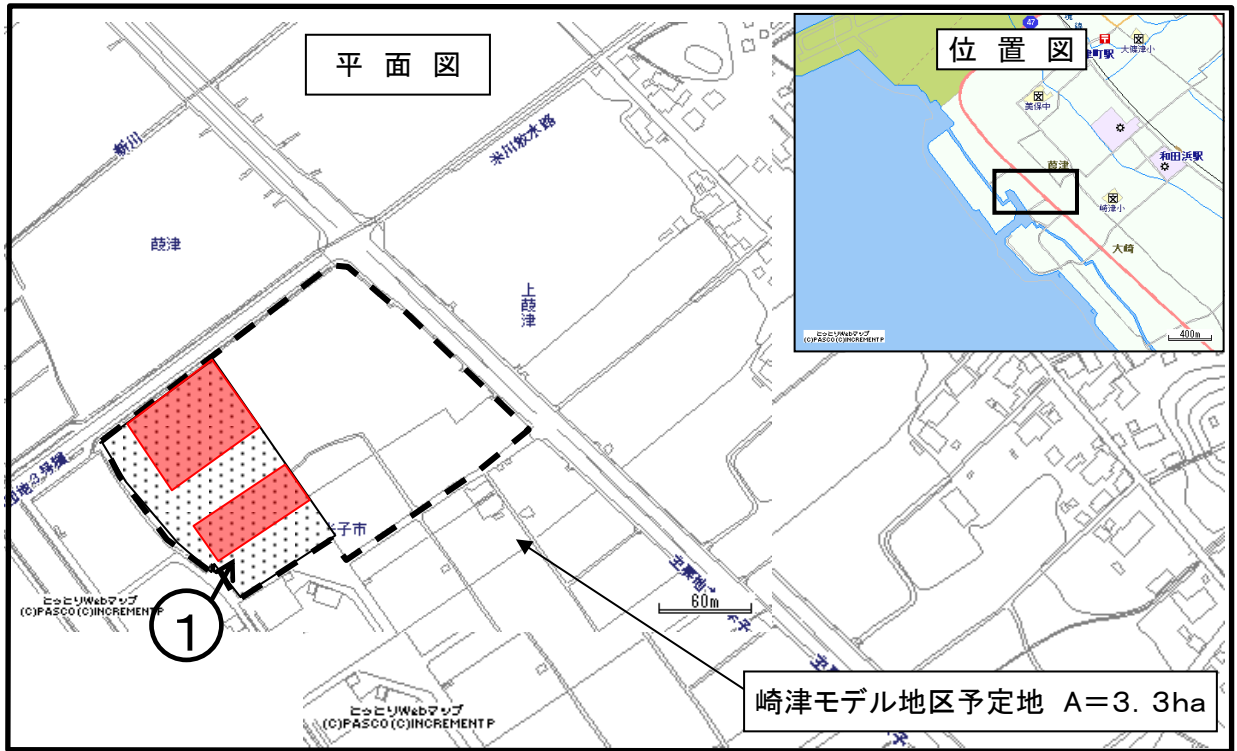 平面図
新川
米川放水路
葭津
上葭津
子市
とっとりWebマップ
(C)PASCO(C)INCREMENT P
①
60m
とっとりWebマップ
(C)PASCO(C)INCREMENT P
崎津モデル地区予定地 A=3.3ha
位置図
47
大篠津小
津町駅
美保中
和田浜駅
葭津
崎津小
大崎
とっとりWebマップ
(C)PASCO(C)INCREMENT P
400m